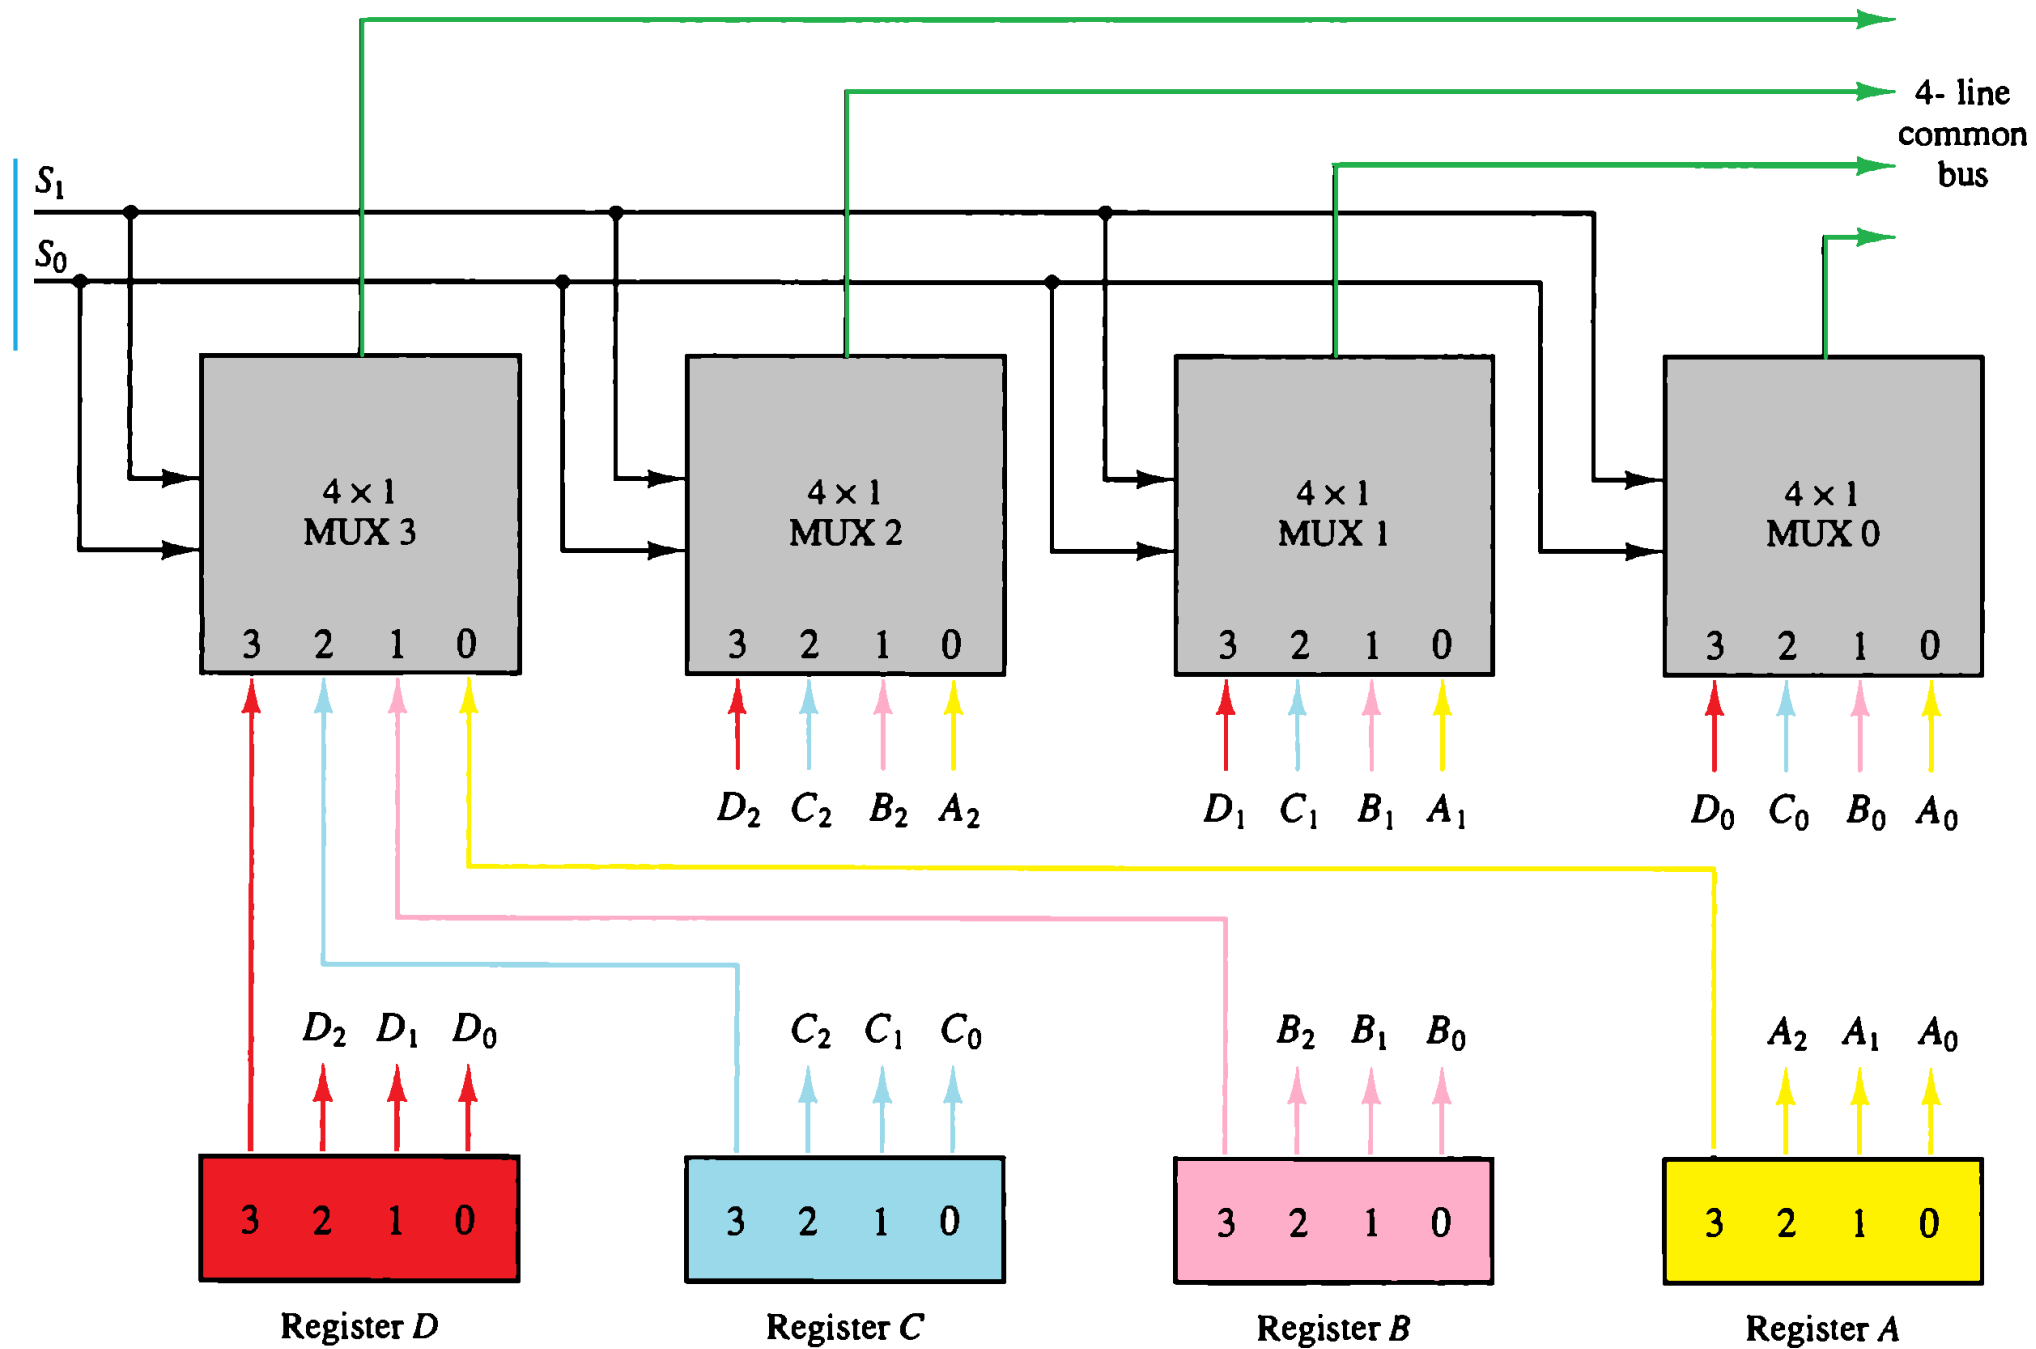 4- line
common
bus
S1
S0
4 × 1
MUX 3
3 2 1 0
4 × 1
MUX 2
3 2 1 0
4 × 1
MUX 1
3 2 1 0
4 × 1
MUX 0
3 2 1 0
D2 C2 B2 A2
D1 C1 B1 A1
D0 C0 B0 A0
D2 D1 D0
C2 C1 C0
B2 B1 B0
A2 A1 A0
3 2 1 0
3 2 1 0
3 2 1 0
3 2 1 0
Register D
Register C
Register B
Register A